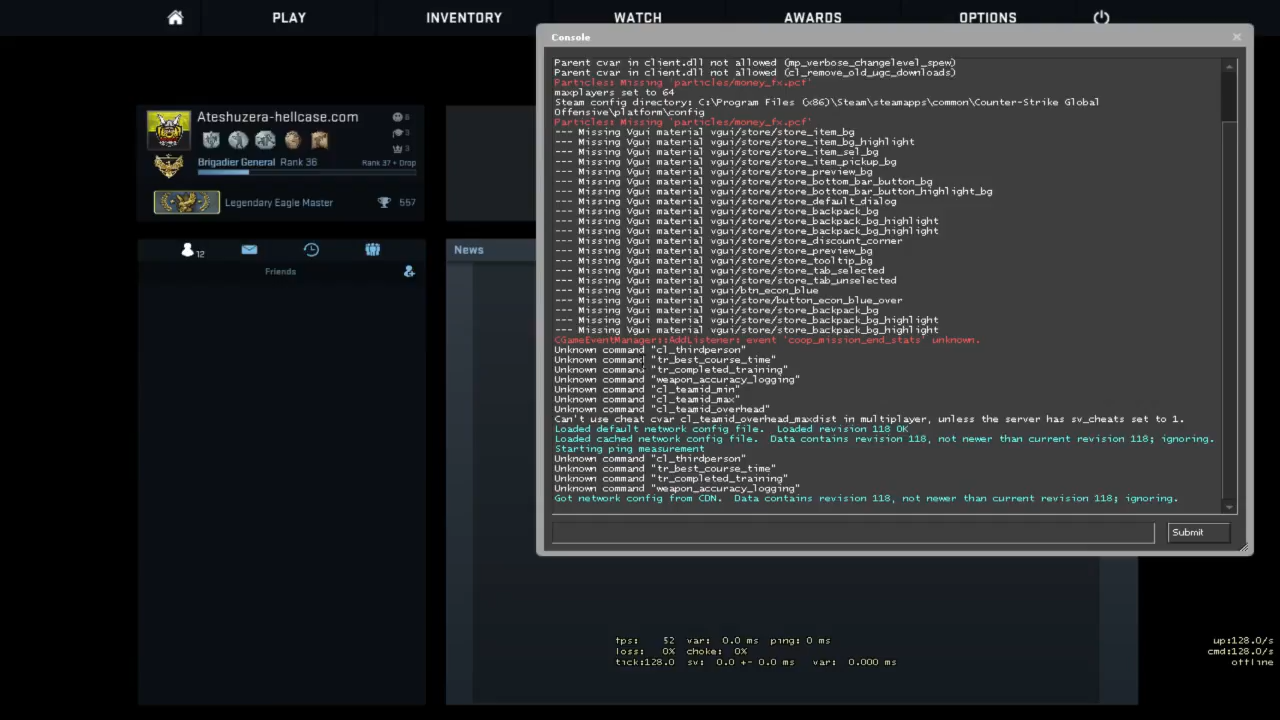 PLAY
INVENTORY
WATCH
AWARDS
OPTIONS
Console
Parent cvar in client.dll not allowed (mp_verbose_changelevel_spew)
Parent cvar in client.dll not allowed (cl_remove_old_ugc_downloads)
Particles: Missing 'particles/money_fx.pcf'
maxplayers set to 64
Steam config directory: C:\Program Files (x86)\Steam\steamapps\common\Counter-Strike Global
Offensive\platform\config
Particles: Missing 'particles/money_fx.pcf'
--- Missing Vgui material vgui/store/store_item_bg
--- Missing Vgui material vgui/store/store_item_bg_highlight
--- Missing Vgui material vgui/store/store_item_sel_bg
--- Missing Vgui material vgui/store/store_item_pickup_bg
--- Missing Vgui material vgui/store/store_preview_bg
--- Missing Vgui material vgui/store/store_bottom_bar_button_bg
--- Missing Vgui material vgui/store/store_bottom_bar_button_highlight_bg
--- Missing Vgui material vgui/store/store_default_dialog
--- Missing Vgui material vgui/store/store_backpack_bg
--- Missing Vgui material vgui/store/store_backpack_bg_highlight
--- Missing Vgui material vgui/store/store_backpack_bg_highlight
--- Missing Vgui material vgui/store/store_discount_corner
--- Missing Vgui material vgui/store/store_preview_bg
--- Missing Vgui material vgui/store/store_tooltip_bg
--- Missing Vgui material vgui/store/store_tab_selected
--- Missing Vgui material vgui/store/store_tab_unselected
--- Missing Vgui material vgui/btn_econ_blue
--- Missing Vgui material vgui/store/button_econ_blue_over
--- Missing Vgui material vgui/store/store_backpack_bg
--- Missing Vgui material vgui/store/store_backpack_bg_highlight
--- Missing Vgui material vgui/store/store_backpack_bg_highlight
CGameEventManager::AddListener: event 'coop_mission_end_stats' unknown.
Unknown command "cl_thirdperson"
Unknown command "tr_best_course_time"
Unknown command "tr_completed_training"
Unknown command "weapon_accuracy_logging"
Unknown command "cl_teamid_min"
Unknown command "cl_teamid_max"
Unknown command "cl_teamid_overhead"
Can't use cheat cvar cl_teamid_overhead_maxdist in multiplayer, unless the server has sv_cheats set to 1.
Loaded default network config file.  Loaded revision 118 OK
Loaded cached network config file.  Data contains revision 118, not newer than current revision 118; ignoring.
Starting ping measurement
Unknown command "cl_thirdperson"
Unknown command "tr_best_course_time"
Unknown command "tr_completed_training"
Unknown command "weapon_accuracy_logging"
Got network config from CDN.  Data contains revision 118, not newer than current revision 118; ignoring.
Submit
Ateshuzera-hellcase.com
8
3
3
Brigadier General Rank 36
Rank 37 + Drop
Legendary Eagle Master
557
12
Friends
News
fps: 52 var: 0.0 ms ping: 0 ms
loss: 0% choke: 0%
tick:128.0 sv: 0.0 +- 0.0 ms var: 0.000 ms
up:128.0/s
cmd:128.0/s
offline